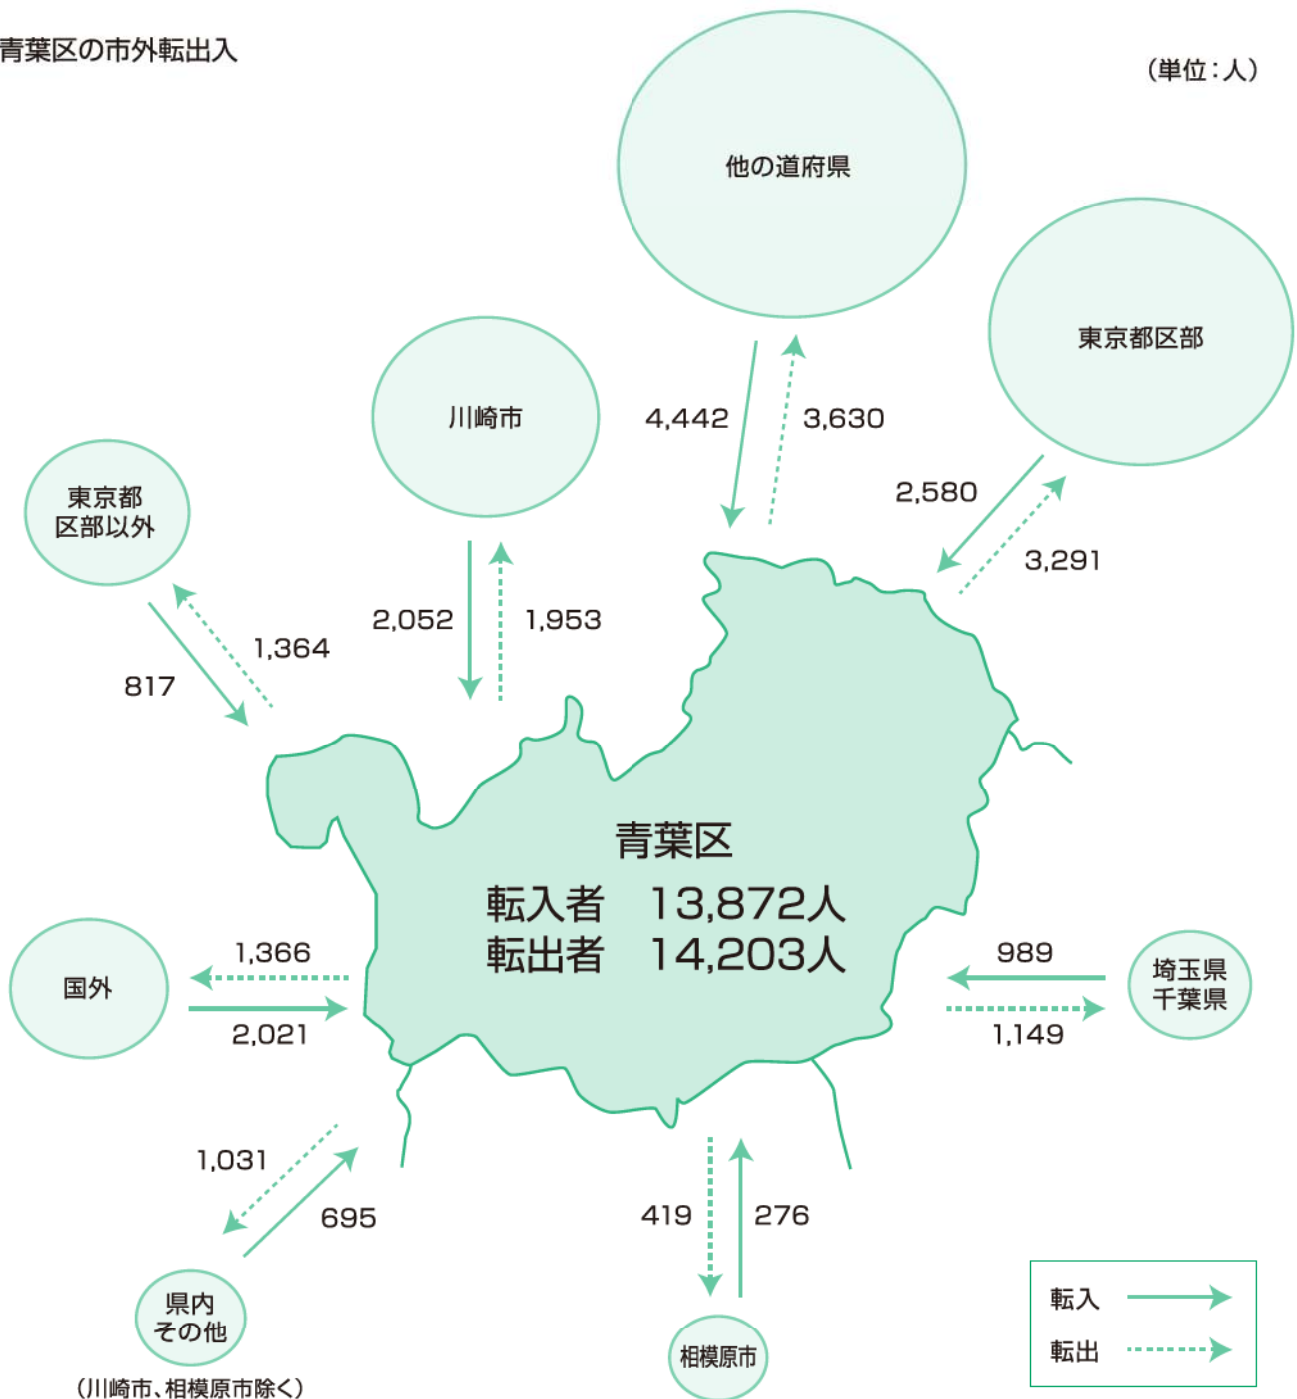 青葉区の市外転出入
（単位：人）
他の道府県
東京都区部
川崎市
東京都
区部以外
4,442
3,630
2,580
3,291
2,052
1,953
1,364
817
青葉区
転入者　13,872人
転出者　14,203人
国外
1,366
2,021
989
1,149
埼玉県
千葉県
1,031
695
419
276
県内
その他
（川崎市、相模原市除く）
相模原市
転入
転出